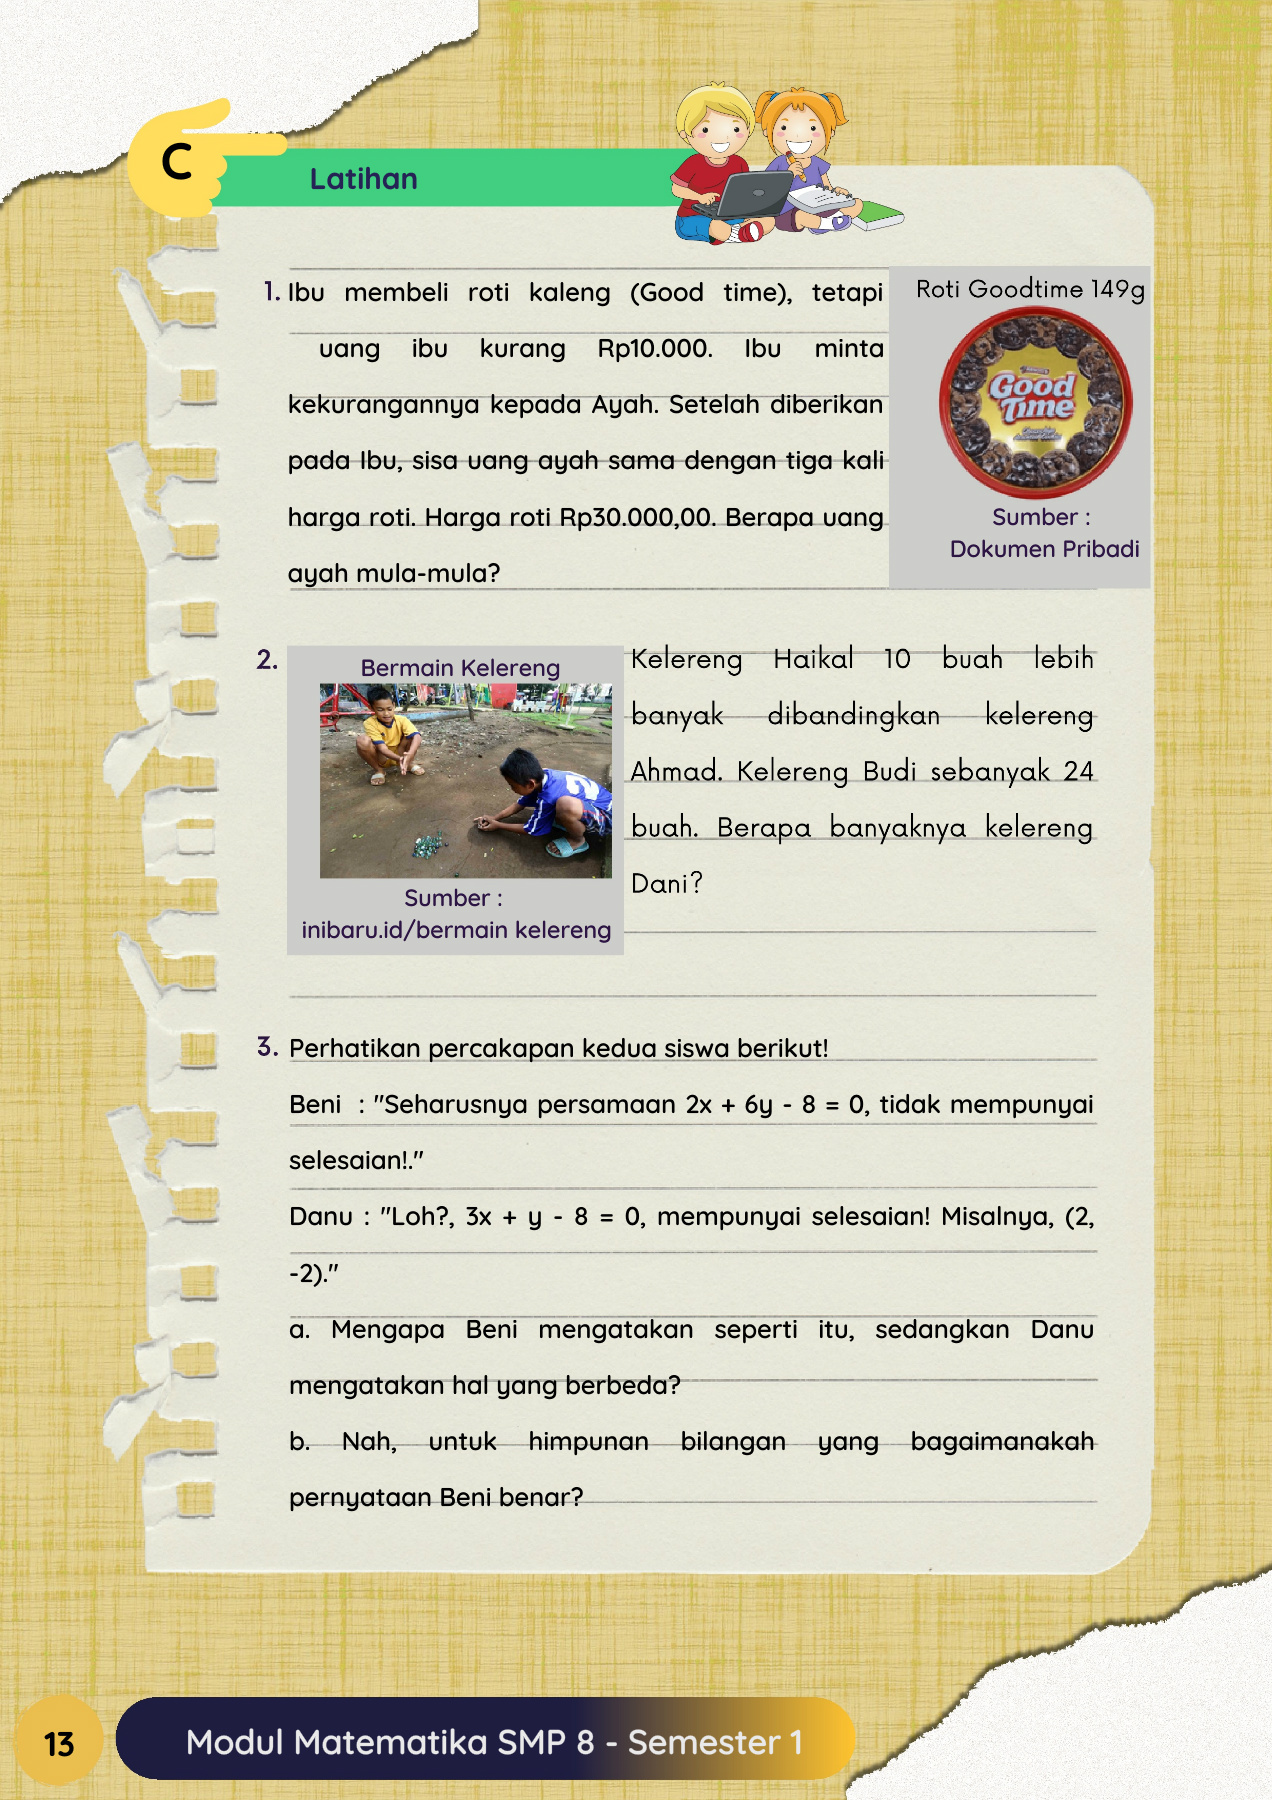 C
Latihan
1. Ibu membeli roti kaleng (Good time), tetapi
uang ibu kurang Rp10.000. Ibu minta
kekurangannya kepada Ayah. Setelah diberikan
pada Ibu, sisa uang ayah sama dengan tiga kali
harga roti. Harga roti Rp30.000,00. Berapa uang
ayah mula-mula?
Roti Goodtime 149g
Good
Time
Sumber :
Dokumen Pribadi
2.
Bermain Kelereng
Sumber :
inibaru.id/bermain kelereng
Kelereng Haikal 10 buah lebih
banyak dibandingkan kelereng
Ahmad. Kelereng Budi sebanyak 24
buah. Berapa banyaknya kelereng
Dani?
3. Perhatikan percakapan kedua siswa berikut!
Beni : "Seharusnya persamaan 2x + 6y - 8 = 0, tidak mempunyai
selesaian!."
Danu : "Loh?, 3x + y - 8 = 0, mempunyai selesaian! Misalnya, (2,
-2)."
a. Mengapa Beni mengatakan seperti itu, sedangkan Danu
mengatakan hal yang berbeda?
b. Nah, untuk himpunan bilangan yang bagaimanakah
pernyataan Beni benar?
13
Modul Matematika SMP 8 - Semester 1